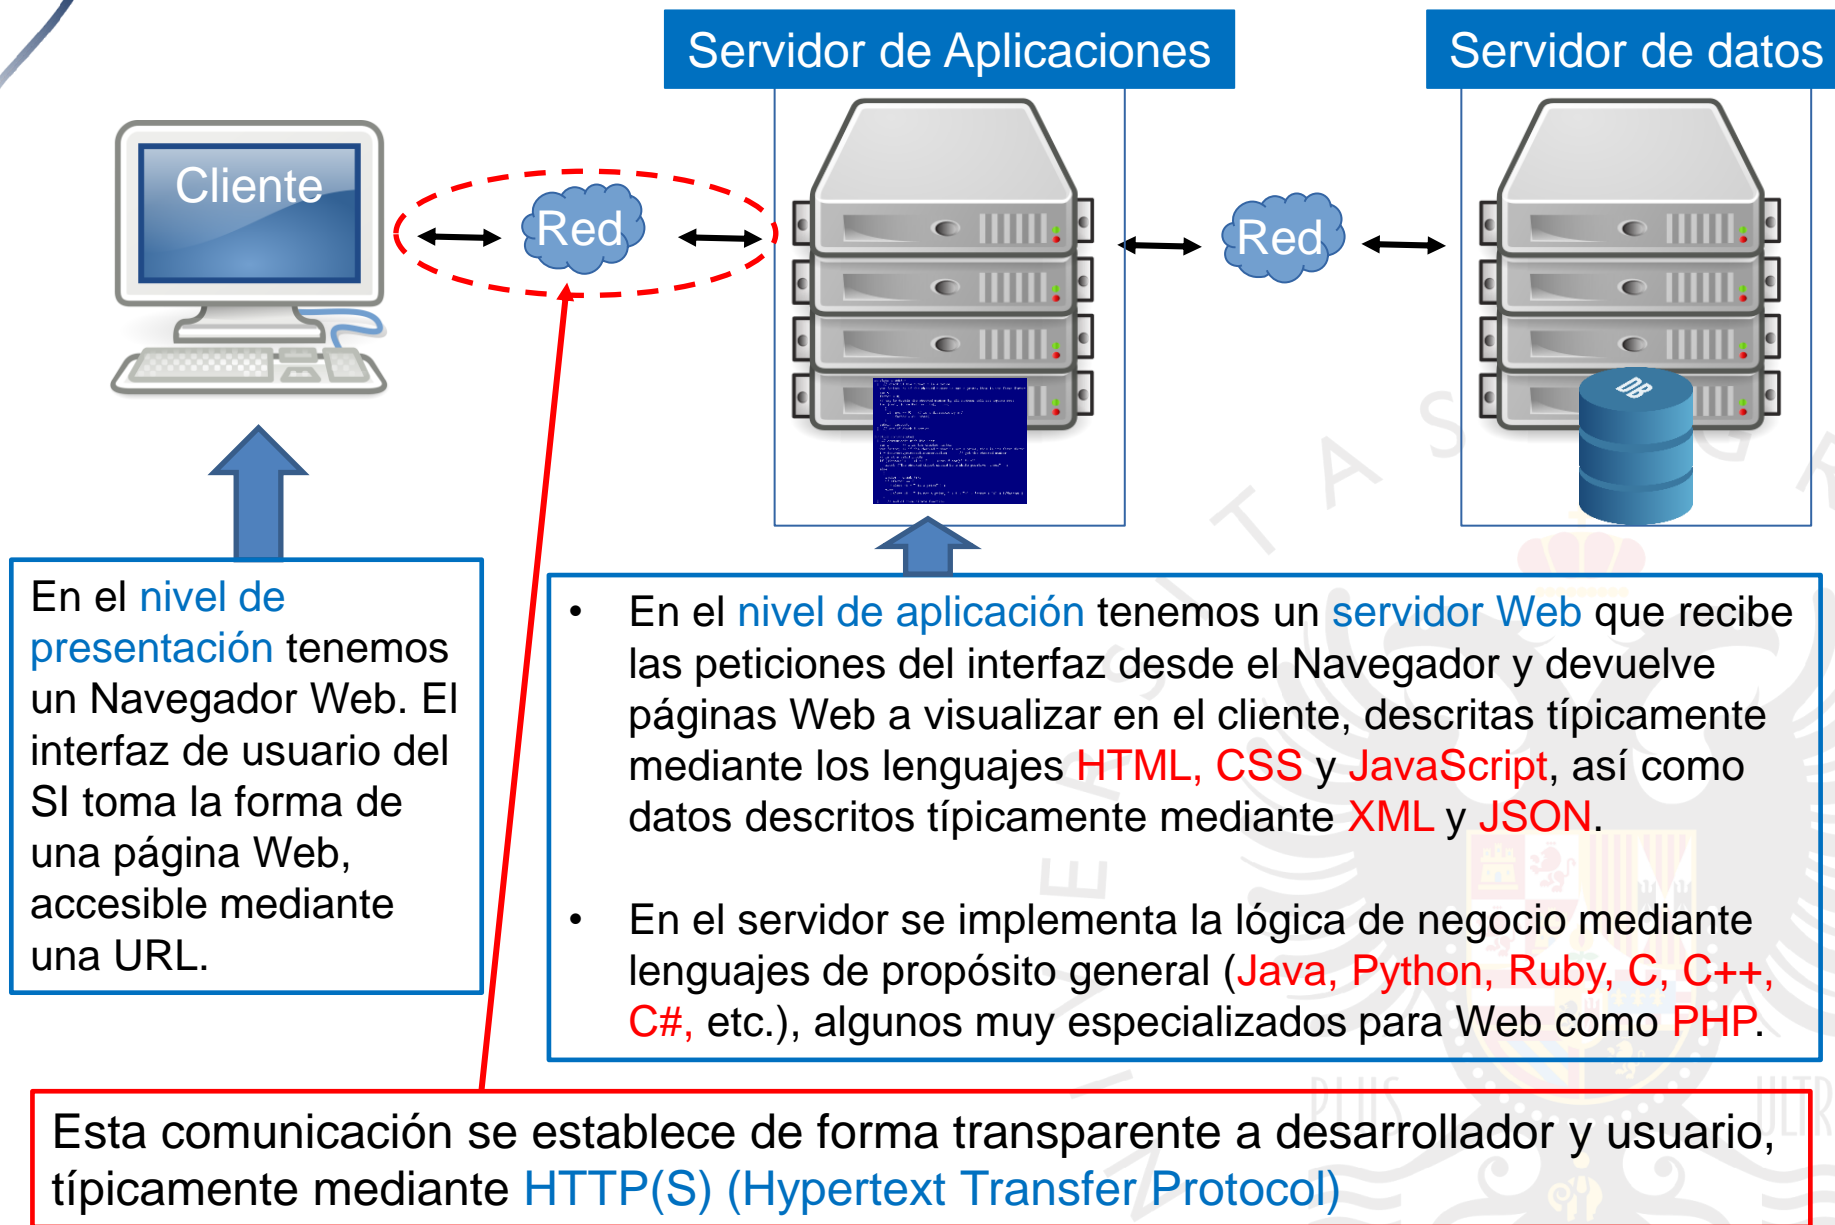 Servidor de Aplicaciones
Servidor de datos
Cliente
Red
Red
DB
En el nivel de
presentación tenemos
un Navegador Web. El
interfaz de usuario del
SI toma la forma de
una página Web,
accesible mediante
una URL.
• En el nivel de aplicación tenemos un servidor Web que recibe
las peticiones del interfaz desde el Navegador y devuelve
páginas Web a visualizar en el cliente, descritas típicamente
mediante los lenguajes HTML, CSS y JavaScript, así como
datos descritos típicamente mediante XML y JSON.
• En el servidor se implementa la lógica de negocio mediante
lenguajes de propósito general (Java, Python, Ruby, C, C++,
C#, etc.), algunos muy especializados para Web como PHP.
Esta comunicación se establece de forma transparente a desarrollador y usuario,
típicamente mediante HTTP(S) (Hypertext Transfer Protocol)
PLUS